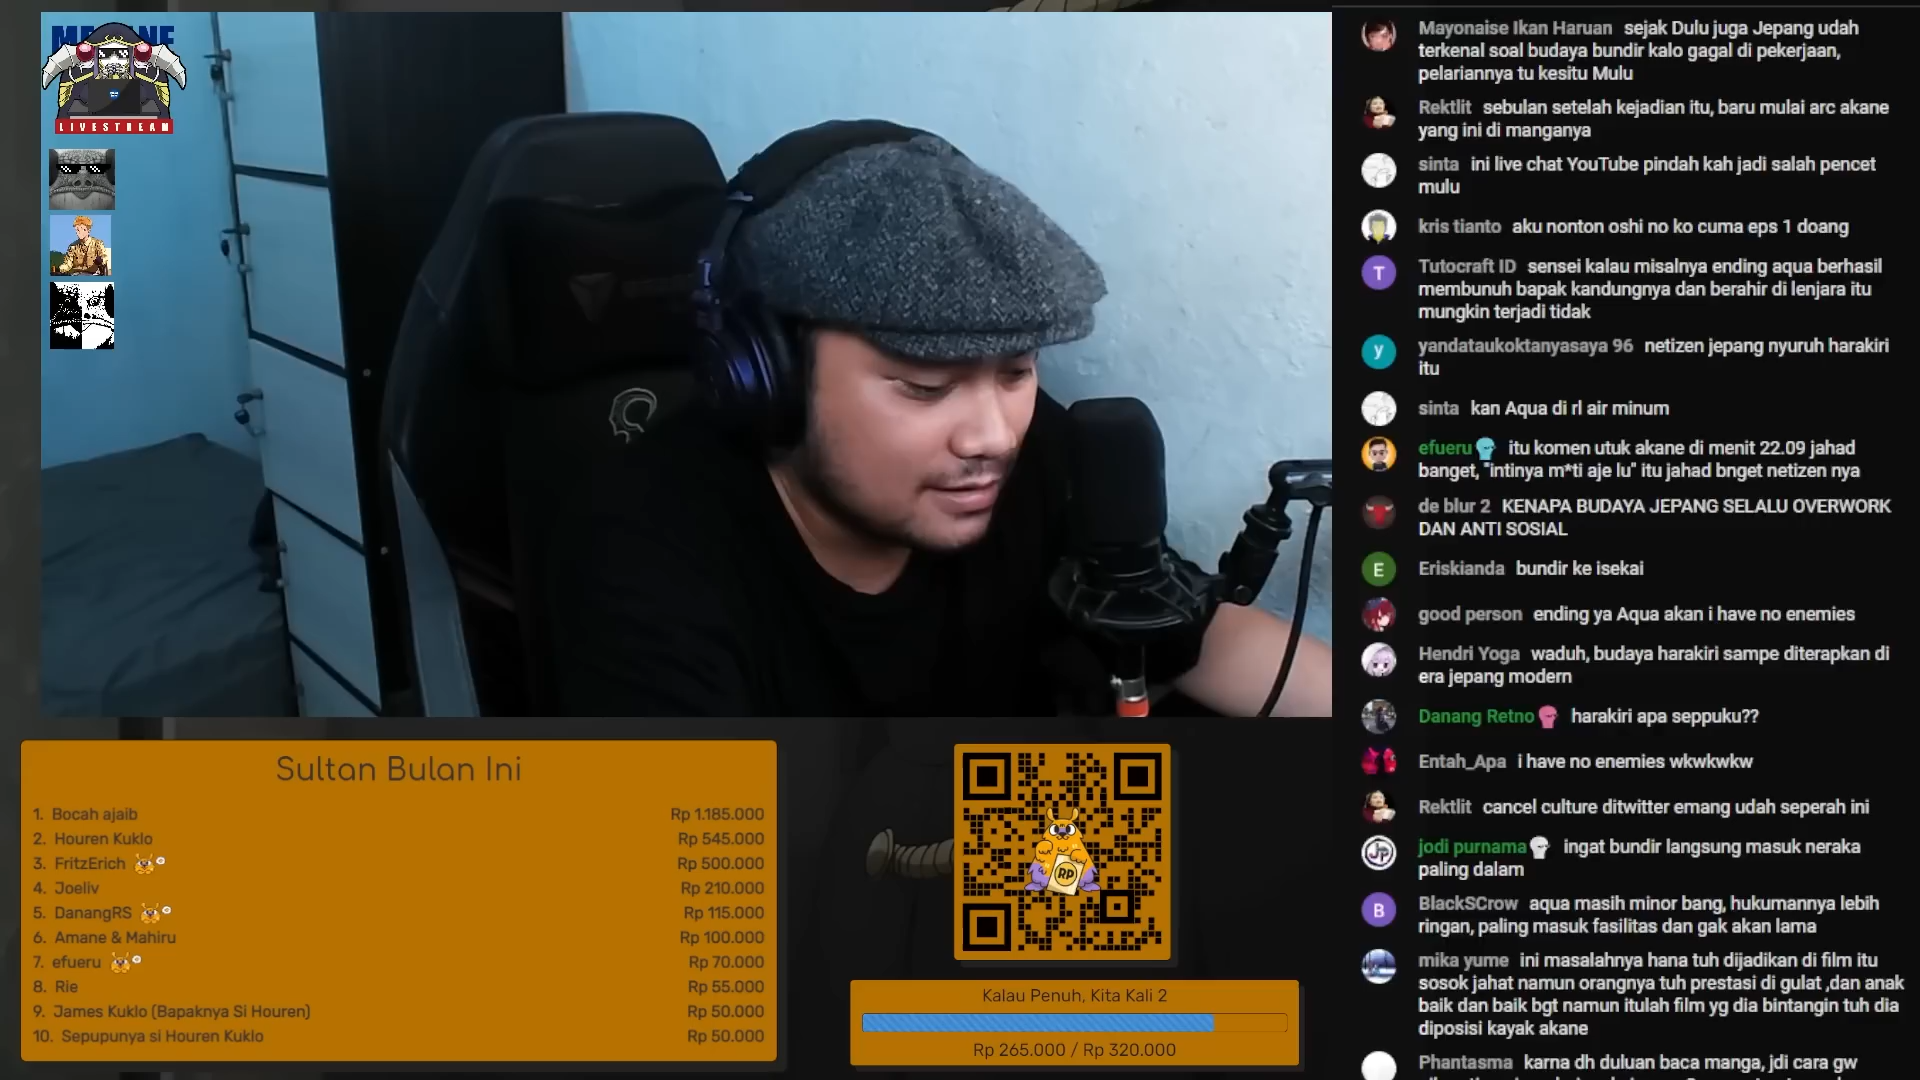 LIVESTREAM
Mayonaise Ikan Haruan sejak Dulu juga Jepang udah
terkenal soal budaya bundir kalo gagal di pekerjaan,
pelariannya tu kesitu Mulu
Rektlit sebulan setelah kejadian itu, baru mulai arc akane
yang ini di manganya
sinta ini live chat YouTube pindah kah jadi salah pencet
mulu
kris tianto aku nonton oshi no ko cuma eps 1 doang
T Tutocraft ID sensei kalau misalnya ending aqua berhasil
membunuh bapak kandungnya dan berahir di lenjara itu
mungkin terjadi tidak
y yandataukoktanyasaya 96 netizen jepang nyuruh harakiri
itu
sinta kan Aqua di rl air minum
efueru itu komen utuk akane di menit 22.09 jahad
banget, "intinya m*ti aje lu" itu jahad bnget netizen nya
de blur 2 KENAPA BUDAYA JEPANG SELALU OVERWORK
DAN ANTI SOSIAL
E Eriskianda bundir ke isekai
good person ending ya Aqua akan i have no enemies
Hendri Yoga waduh, budaya harakiri sampe diterapkan di
era jepang modern
Danang Retno harakiri apa seppuku??
Entah_Apa i have no enemies wkwkwkw
Rektlit cancel culture ditwitter emang udah seperah ini
jodi purnama ingat bundir langsung masuk neraka
paling dalam
B BlackSCrow aqua masih minor bang, hukumannya lebih
ringan, paling masuk fasilitas dan gak akan lama
mika yume ini masalahnya hana tuh dijadikan di film itu
sosok jahat namun orangnya tuh prestasi di gulat ,dan anak
baik dan baik bgt namun itulah film yg dia bintangin tuh dia
diposisi kayak akane
Phantasma karna dh duluan baca manga, jdi cara gw
Sultan Bulan Ini
1. Bocah ajaib Rp 1.185.000
2. Houren Kuklo Rp 545.000
3. FritzErich Rp 500.000
4. Joeliv Rp 210.000
5. DanangRS Rp 115.000
6. Amane & Mahiru Rp 100.000
7. efueru Rp 70.000
8. Rie Rp 55.000
9. James Kuklo (Bapaknya Si Houren) Rp 50.000
10. Sepupunya si Houren Kuklo Rp 50.000
RP
Kalau Penuh, Kita Kali 2
Rp 265.000 / Rp 320.000